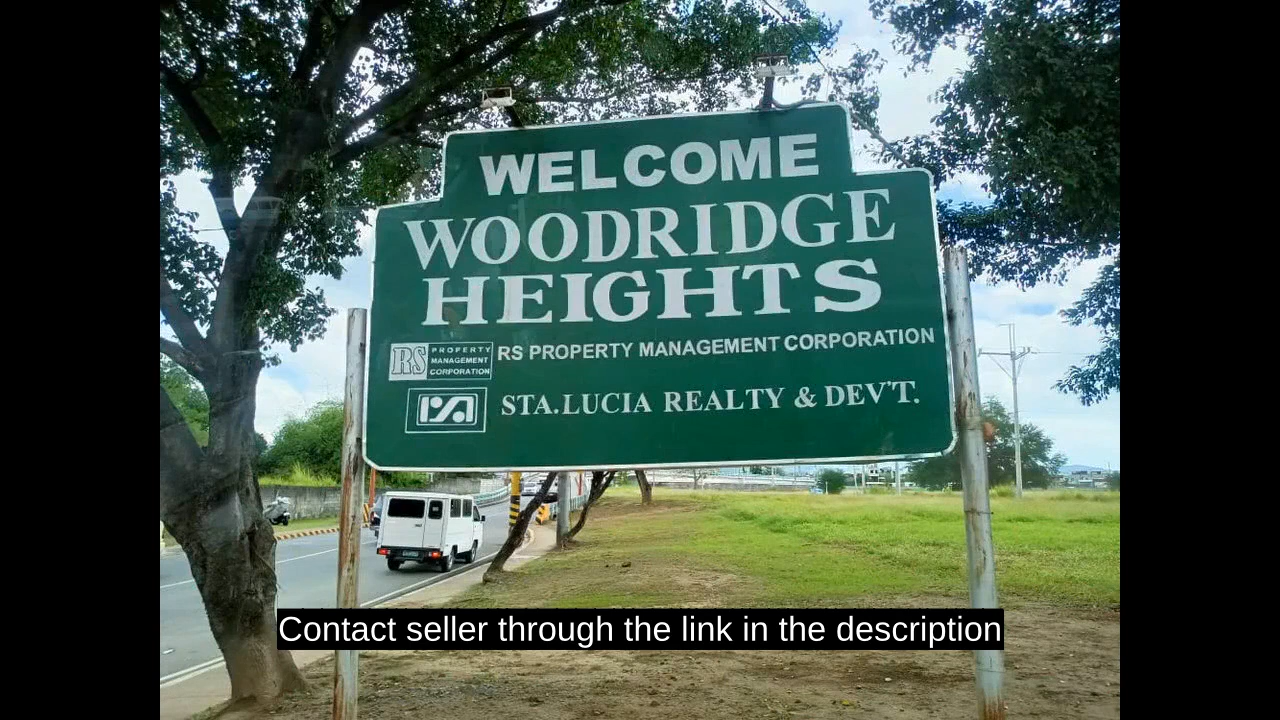 WELCOME
WOODRIDGE
HEIGHTS
RS PROPERTY MANAGEMENT CORPORATION
RS PROPERTY MANAGEMENT CORPORATION
STA.LUCIA REALTY & DEV'T.
Contact seller through the link in the description